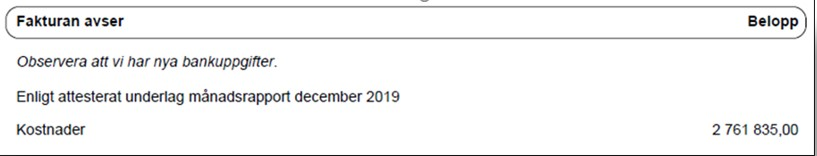 Fakturan avser Belopp
Observera att vi har nya bankuppgifter.
Enligt attesterat underlag månadsrapport december 2019
Kostnader 2 761 835,00